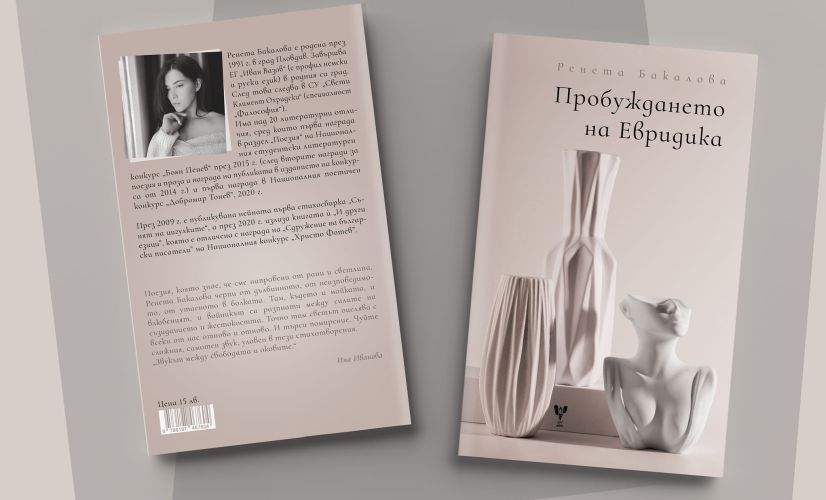 Ренета Бакалова е родена през
1991 г. в град Пловдив. Завършва
ЕГ „Иван Вазов“ (с профил немски
и руски език) в родния си град.
След това следва в СУ „Свети
Климент Охридски“ (специалност
„Философия“).
Има над 20 литературни отли-
чия, сред които първа награда
в раздел „Поезия“ на Национал-
ния студентски литературен
конкурс „Боян Пенев“ през 2015 г. (след вторите награди за
поезия и проза и награда на публиката в изданието на конкур-
са от 2014 г.) и първа награда в Националния поетичен
конкурс „Добромир Тонев“, 2020 г.
През 2009 г. е публикувана нейната първа стихосбирка „Съ-
нят на щтулките“, а през 2020 г. излиза книгата ѝ „И други
езици“, която е отличена с награда на „Сдружение на българ-
ски писатели“ на Националния конкурс „Христо Фотев“.
Поезия, която знае, че сме направени от рани и светлина.
Ренета Бакалова черпи от дълбинното, от неизповедимо-
то, от утаеното в болката. Там, където и майката, и
влюбеният, и войникът са разпнати между силите на
съзиданието и жестокостта. Точно там светът оцелява с
всеки от нас отново и отново. И търси помирение. Чуйте
сложния, самотен звук, уловен в тези стихотворения.
„Звукът между свободата и оковите.“
Ина Иванова
Цена 15 лв.
Ренета Бакалова
Пробуждането
на Евридика